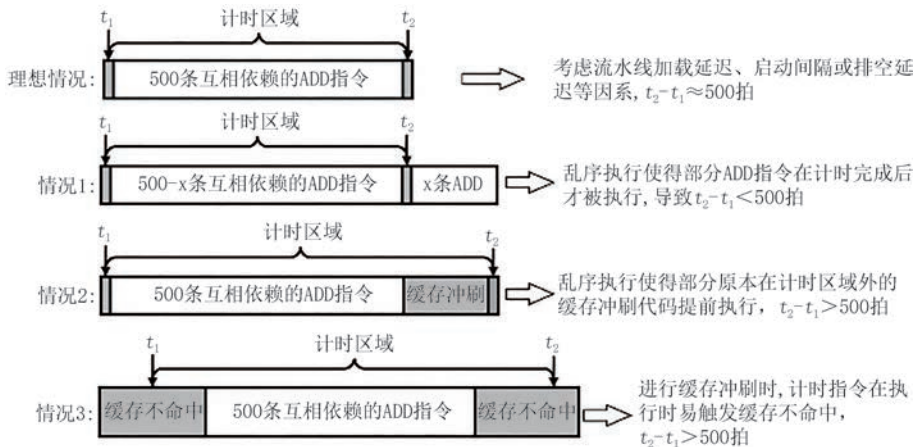 t₁ 计时区域 t₂
理想情况: 500条互相依赖的ADD指令
考虑流水线加载延迟、启动间隔或排空延
迟等因系, t₂-t₁≈500拍
t₁ 计时区域 t₂
情况1: 500-x条互相依赖的ADD指令 x条ADD
乱序执行使得部分ADD指令在计时完成后
才被执行, 导致t₂-t₁<500拍
t₁ 计时区域 t₂
情况2: 500条互相依赖的ADD指令 缓存冲刷
乱序执行使得部分原本在计时区域外的
缓存冲刷代码提前执行, t₂-t₁>500拍
t₁ 计时区域 t₂
情况3: 缓存不命中 500条互相依赖的ADD指令 缓存不命中
进行缓存冲刷时, 计时指令在执
行时易触发缓存不命中,
t₂-t₁>500拍